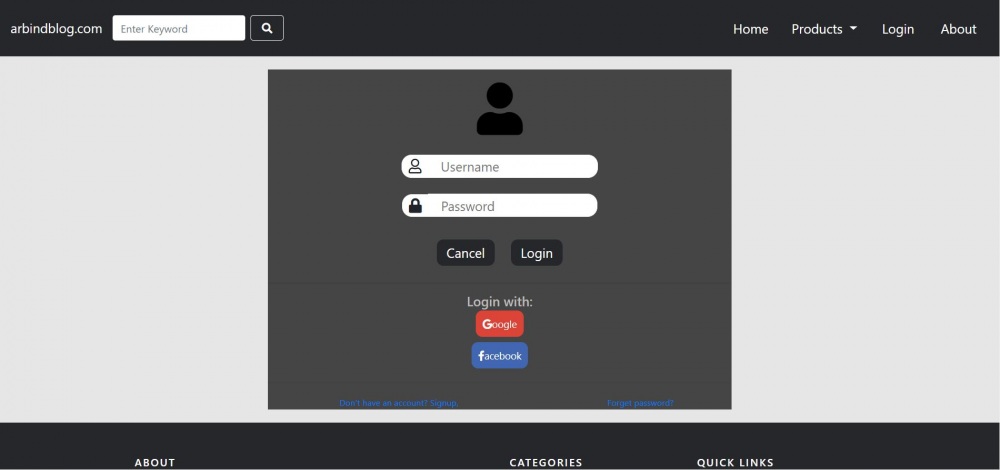 arbindblog.com Enter Keyword Home Products Login About
Username
Password
Cancel Login
Login with:
Google
facebook
Don't have an account? Signup. Forget password?
ABOUT CATEGORIES QUICK LINKS